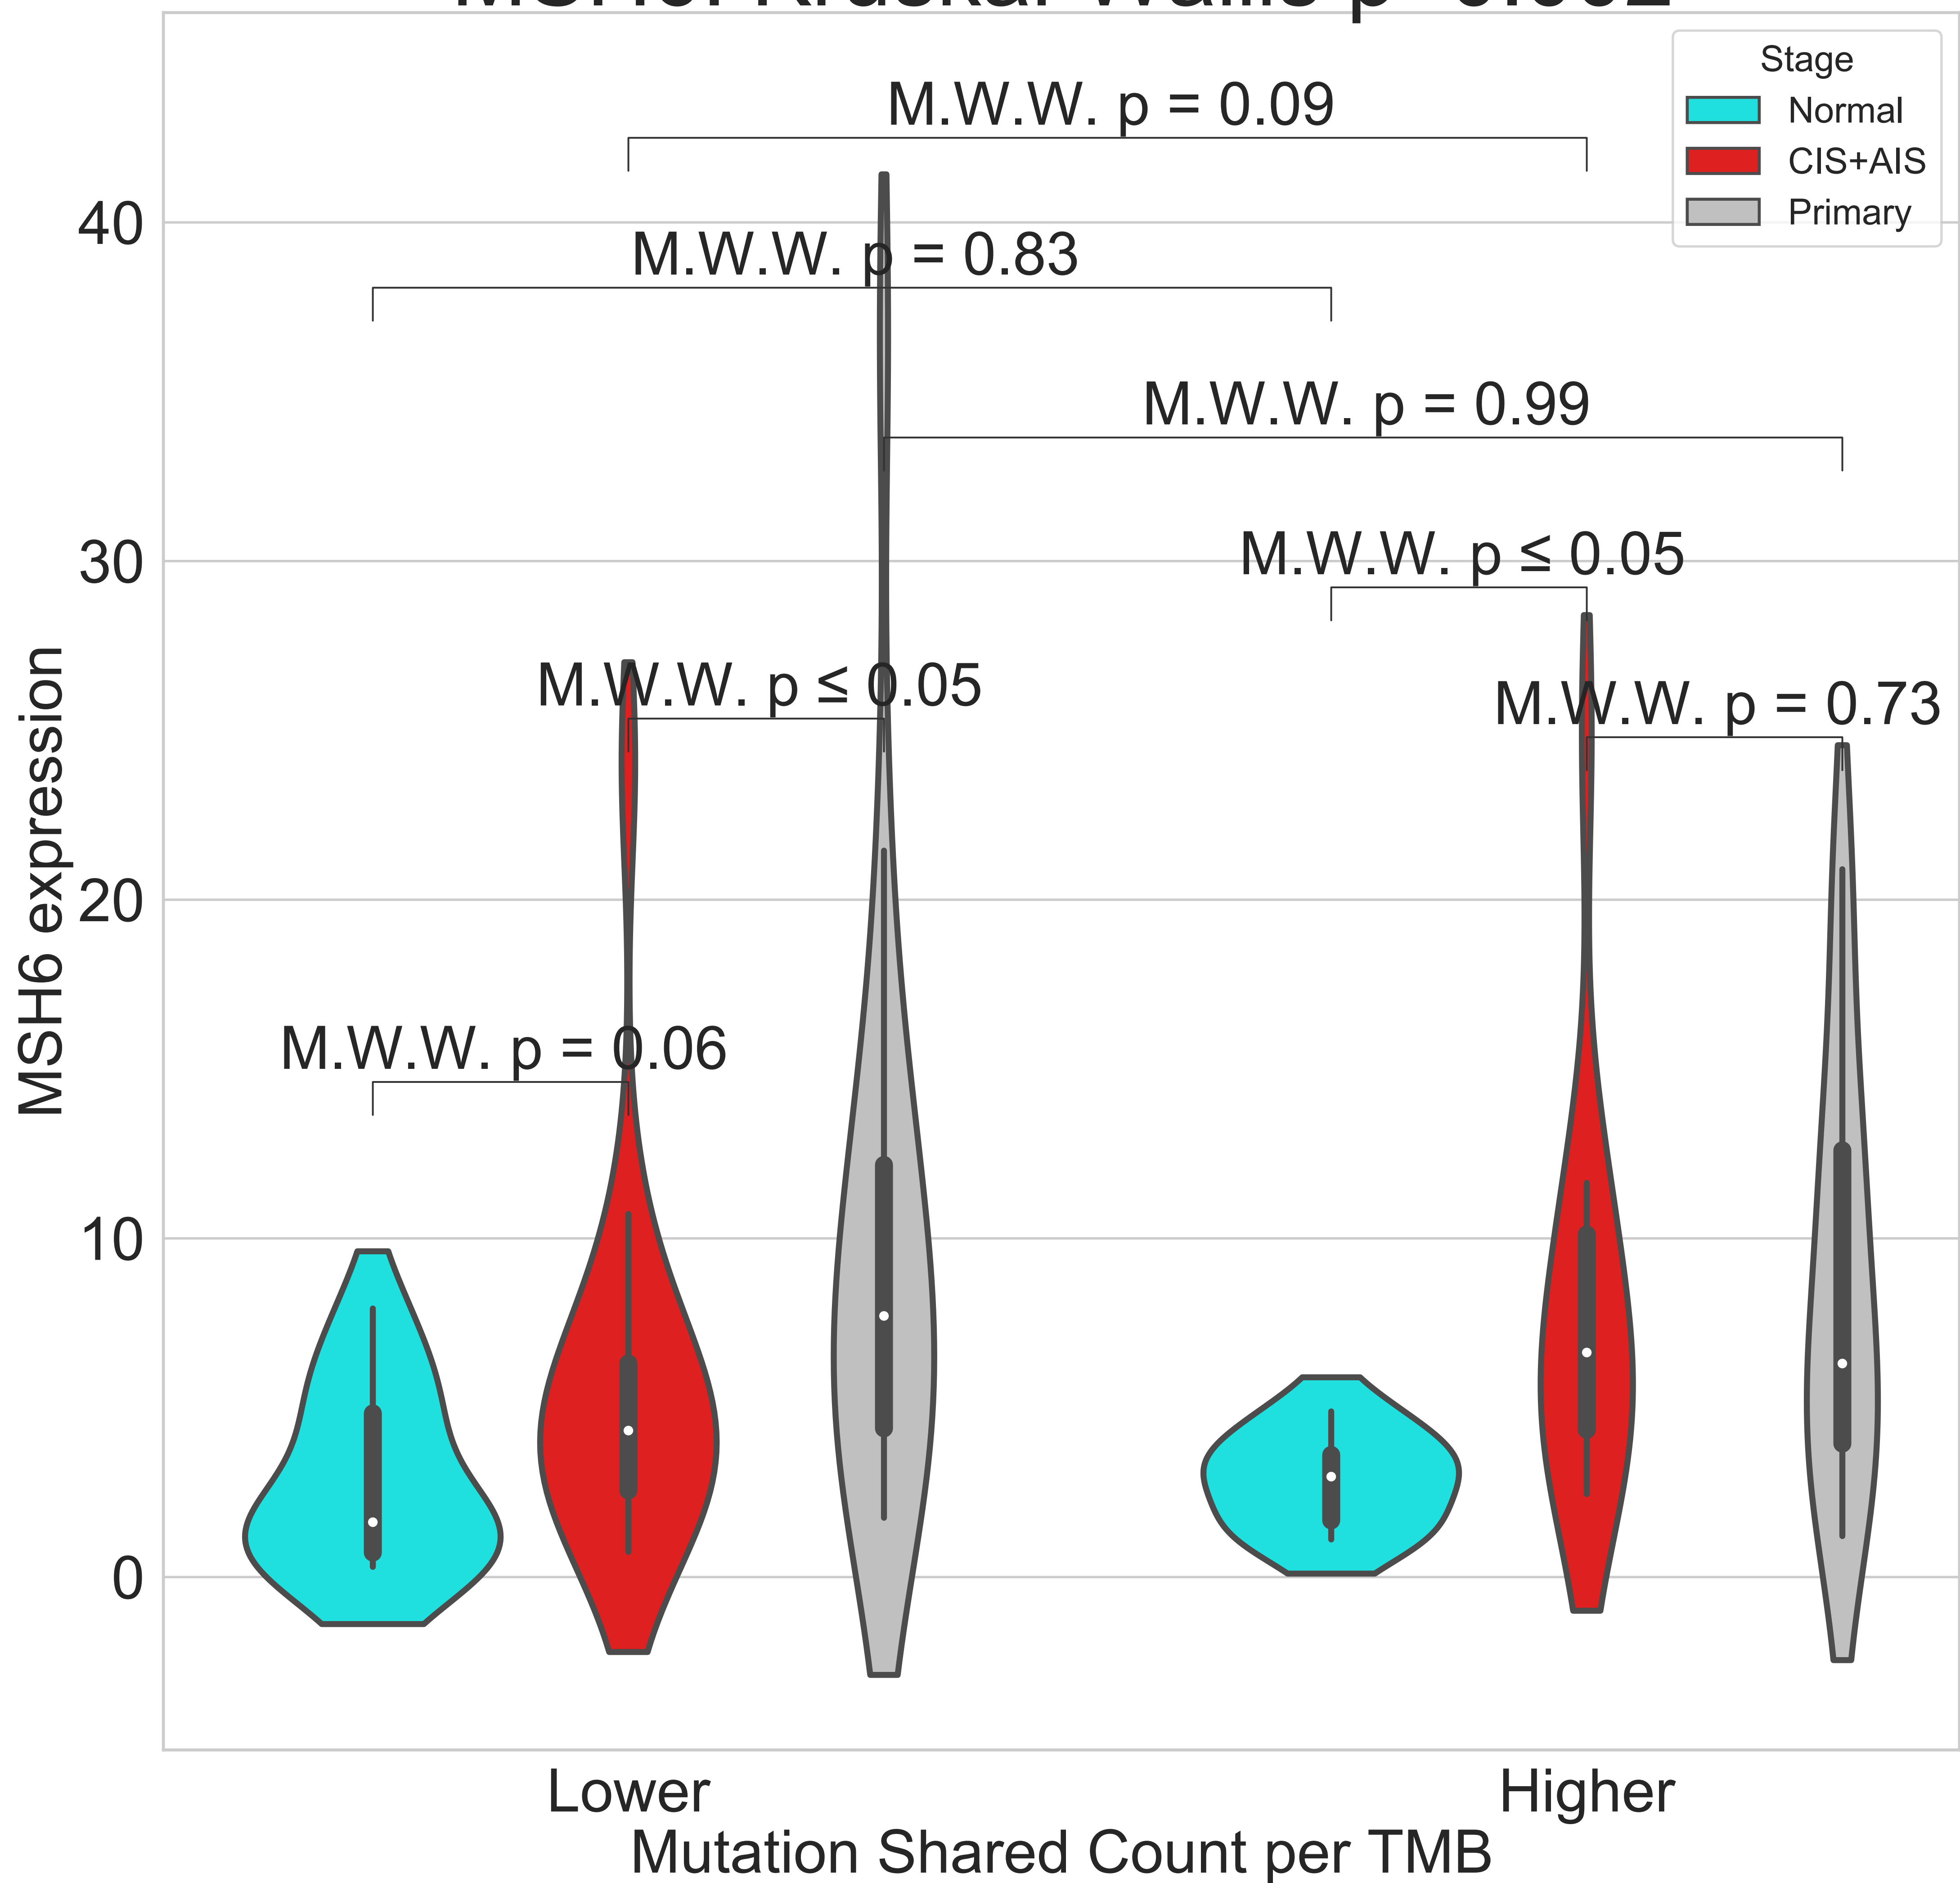 Stage
Normal
CIS+AIS
Primary
M.W.W. p = 0.09
M.W.W. p = 0.83
M.W.W. p = 0.99
M.W.W. p ≤ 0.05
M.W.W. p ≤ 0.05
M.W.W. p = 0.73
M.W.W. p = 0.06
40
30
20
10
0
MSH6 expression
Lower
Higher
Mutation Shared Count per TMB